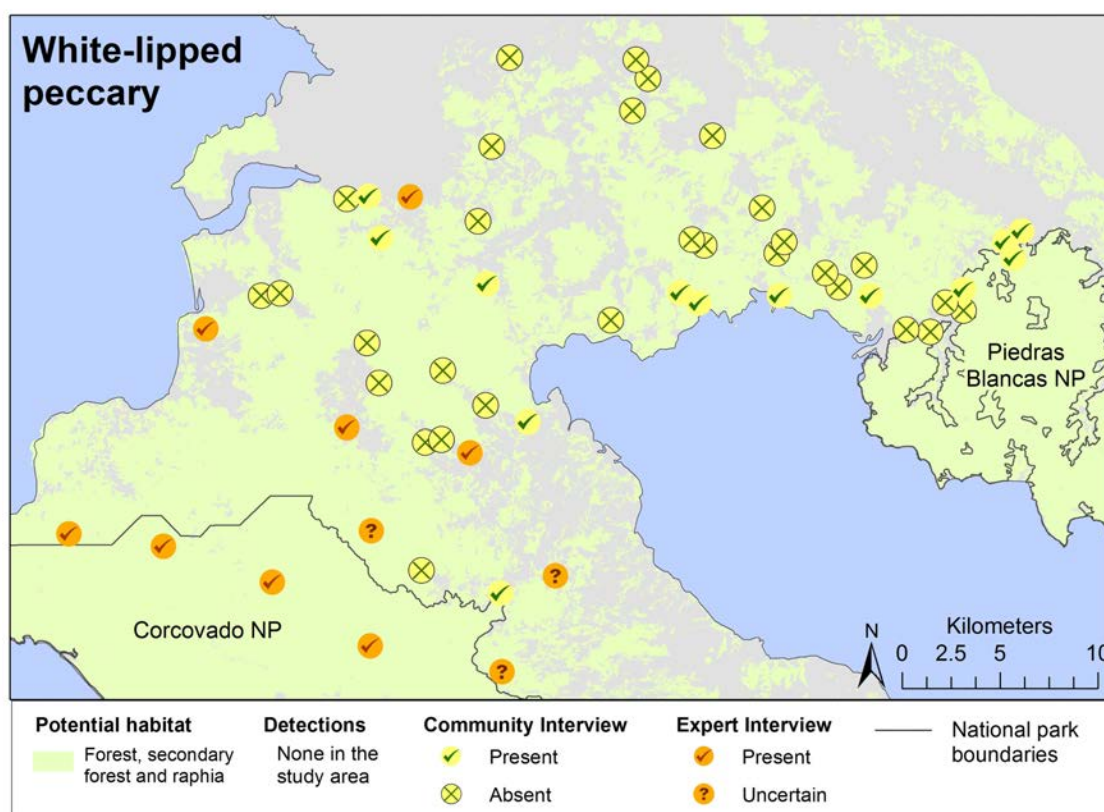 White-lipped
peccary
Piedras
Blancas NP
Corcovado NP
N
Kilometers
0 2.5 5 10
Potential habitat
Forest, secondary
forest and raphia
Detections
None in the
study area
Community Interview
Present
Absent
Expert Interview
Present
? Uncertain
National park
boundaries
?
?
?